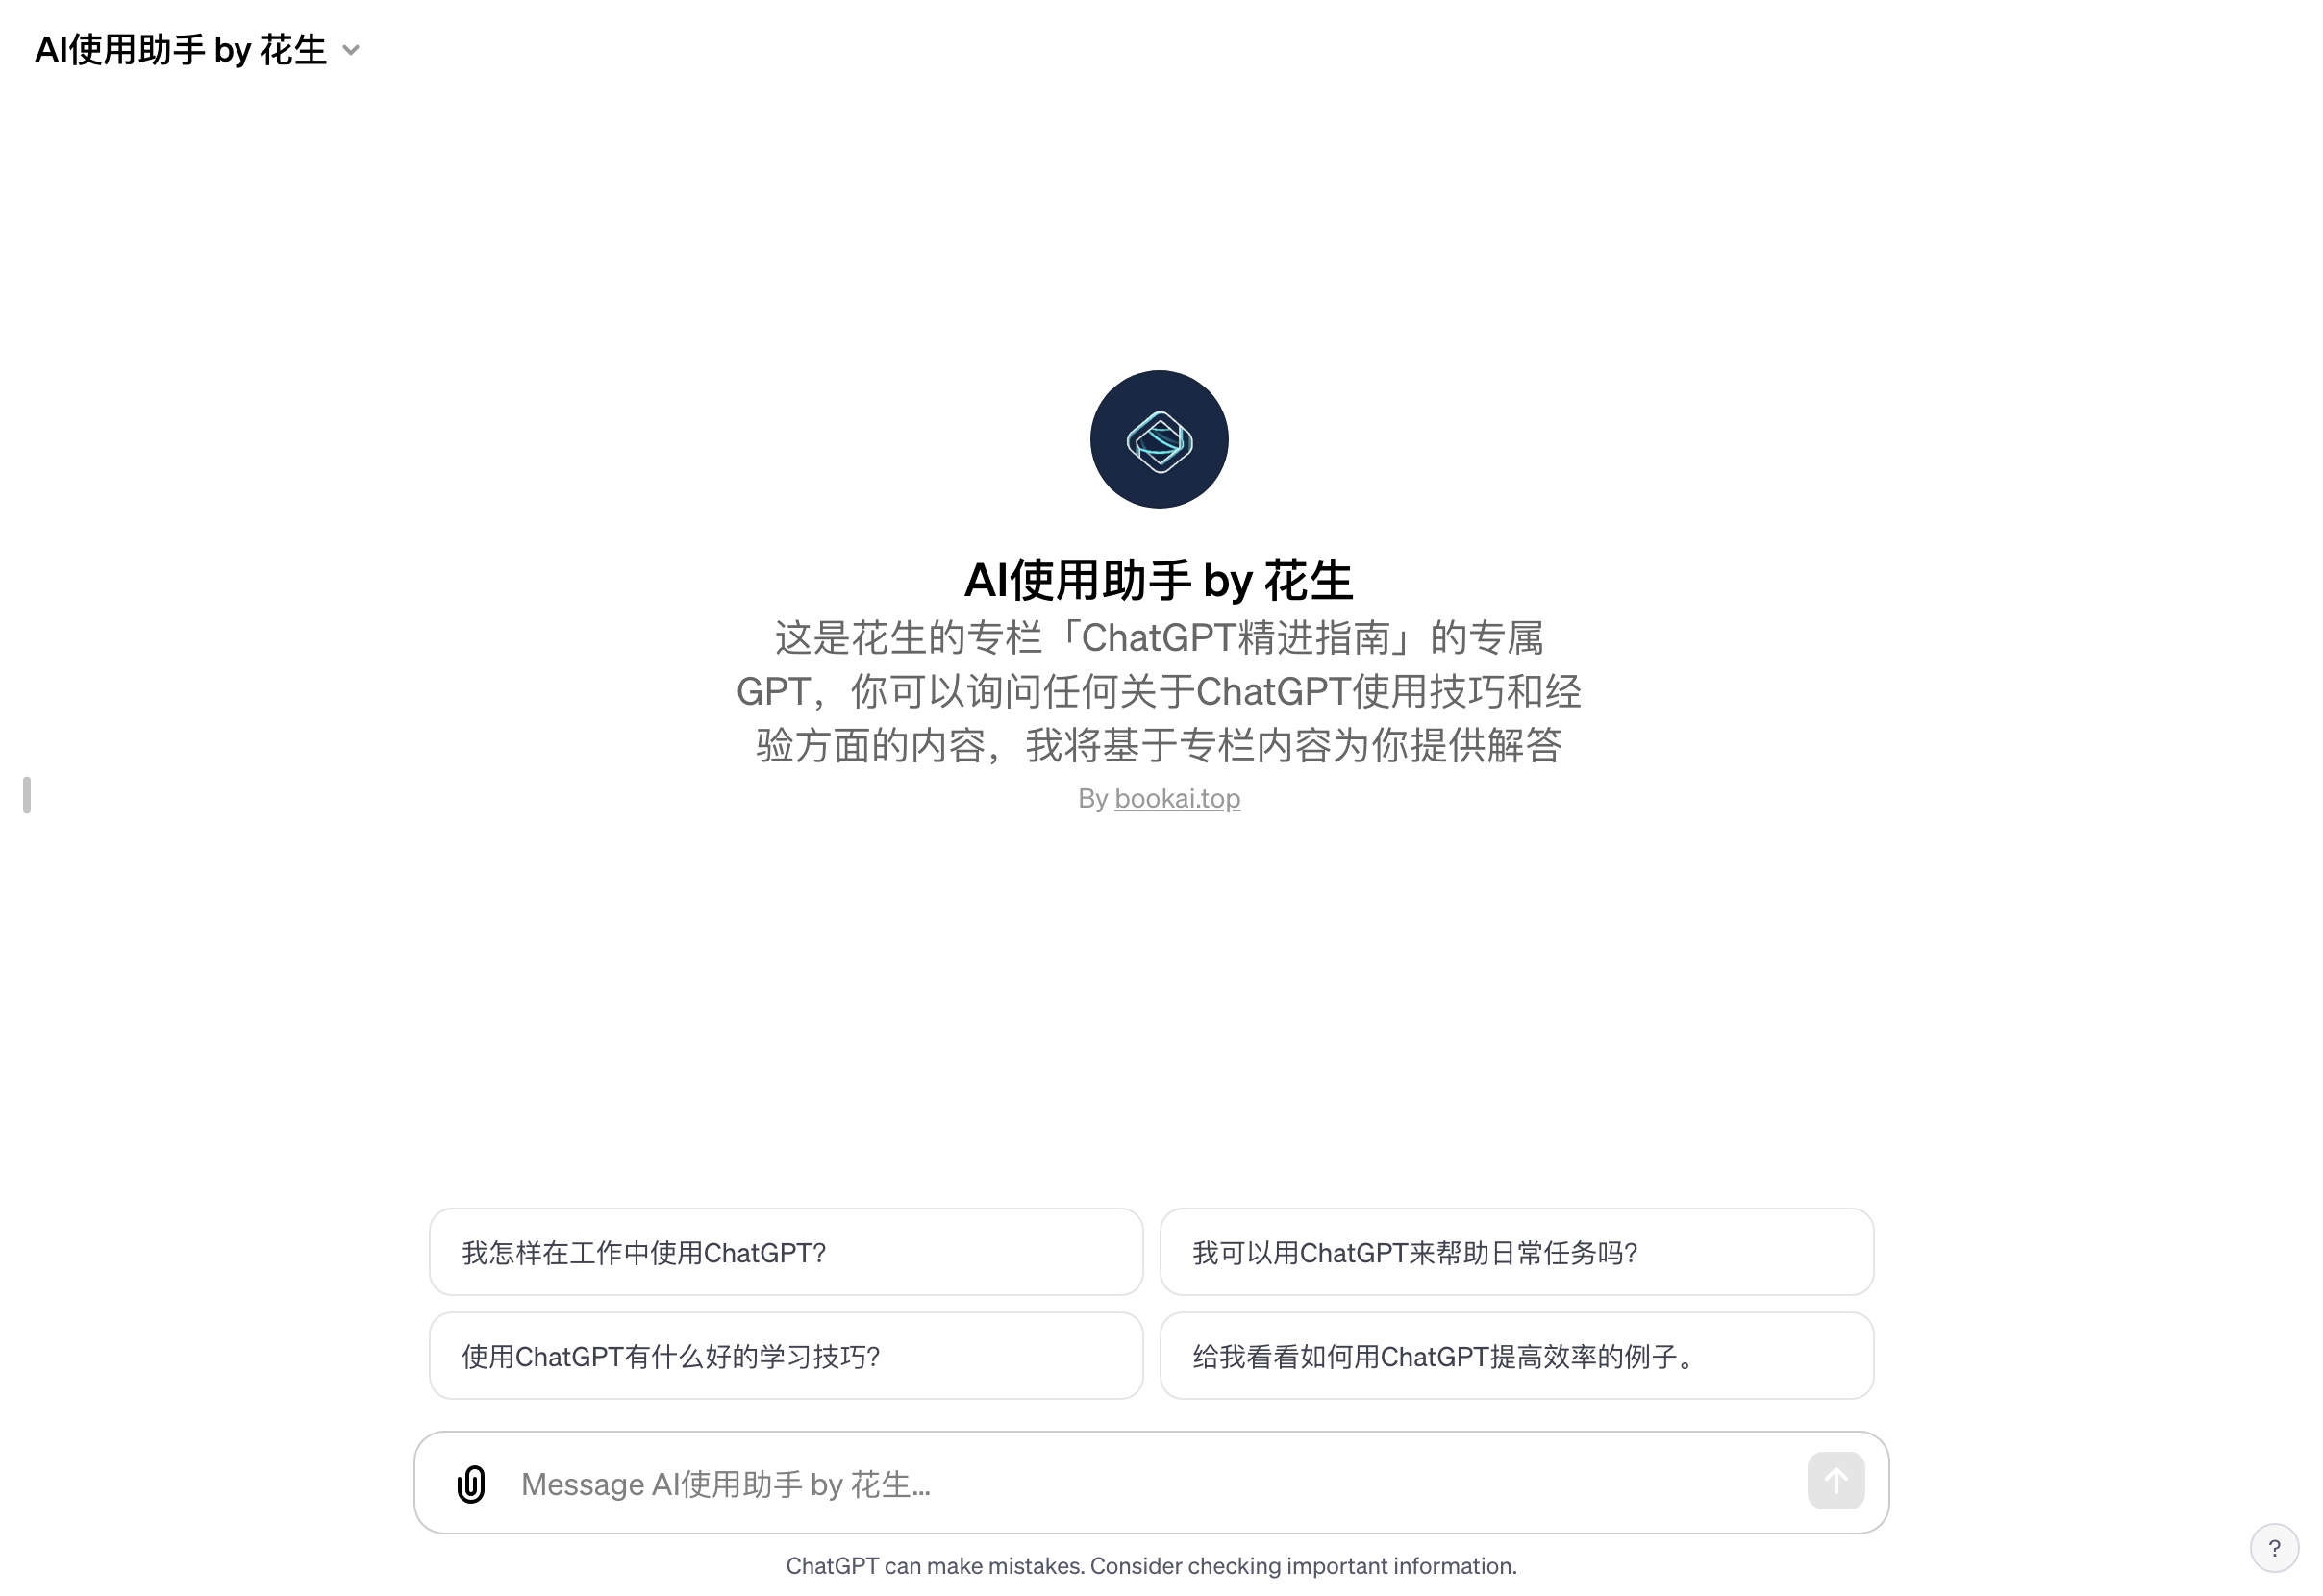 AI使用助手 by 花生
AI使用助手 by 花生
这是花生的专栏「ChatGPT精进指南」的专属
GPT，你可以询问任何关于ChatGPT使用技巧和经
验方面的内容，我将基于专栏内容为你提供解答
By bookai.top
我怎样在工作中使用ChatGPT?
我可以用ChatGPT来帮助日常任务吗?
使用ChatGPT有什么好的学习技巧?
给我看看如何用ChatGPT提高效率的例子。
Message AI使用助手 by 花生...
ChatGPT can make mistakes. Consider checking important information.
?